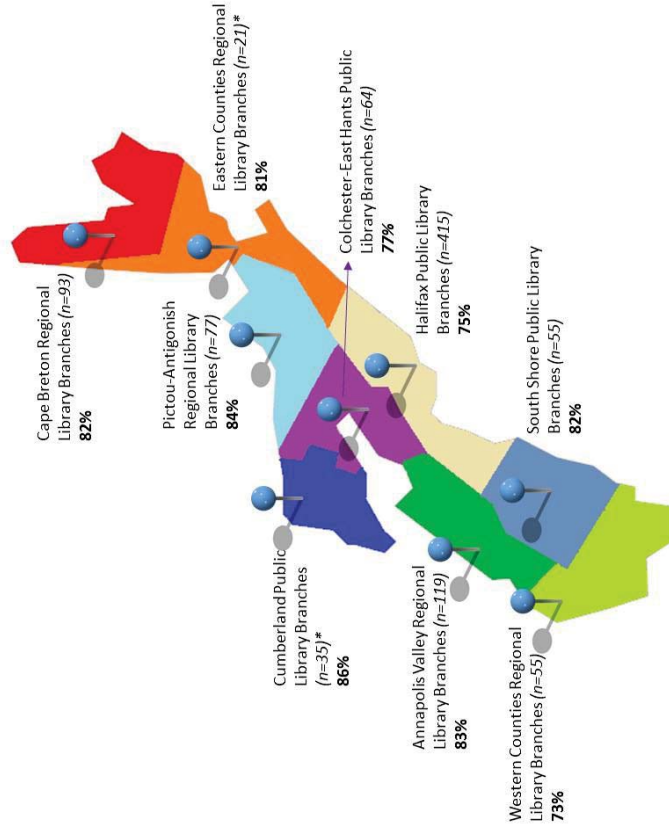 Cape Breton Regional
Library Branches (n=93)
82%
Eastern Counties Regional
Library Branches (n=21)*
81%
Pictou-Antigonish
Regional Library
Branches (n=77)
84%
Colchester-East Hants Public
Library Branches (n=64)
77%
Cumberland Public
Library Branches
(n=35)*
86%
Halifax Public Library
Branches (n=415)
75%
Annapolis Valley Regional
Library Branches (n=119)
83%
South Shore Public Library
Branches (n=55)
82%
Western Counties Regional
Library Branches (n=55)
73%